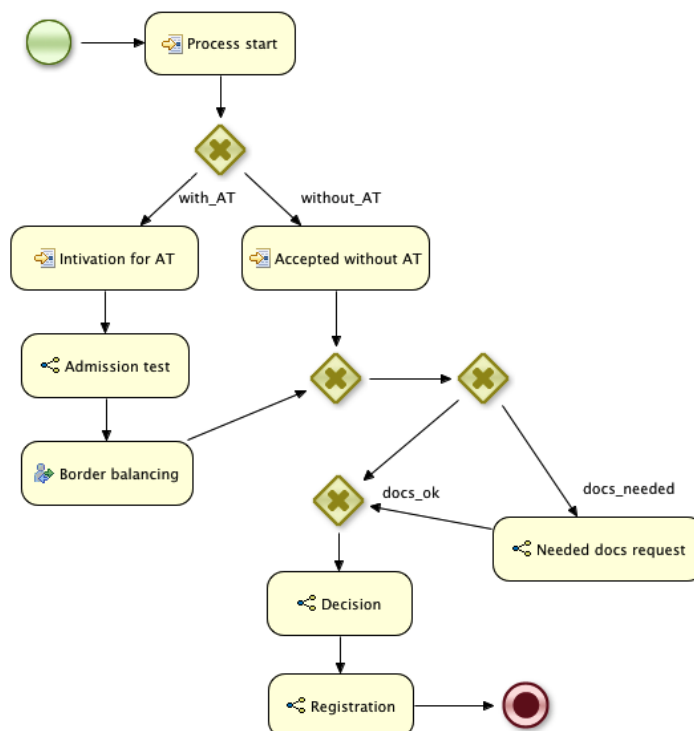 Process start
with_AT
without_AT
Intivation for AT
Accepted without AT
Admission test
Border balancing
docs_ok
docs_needed
Needed docs request
Decision
Registration